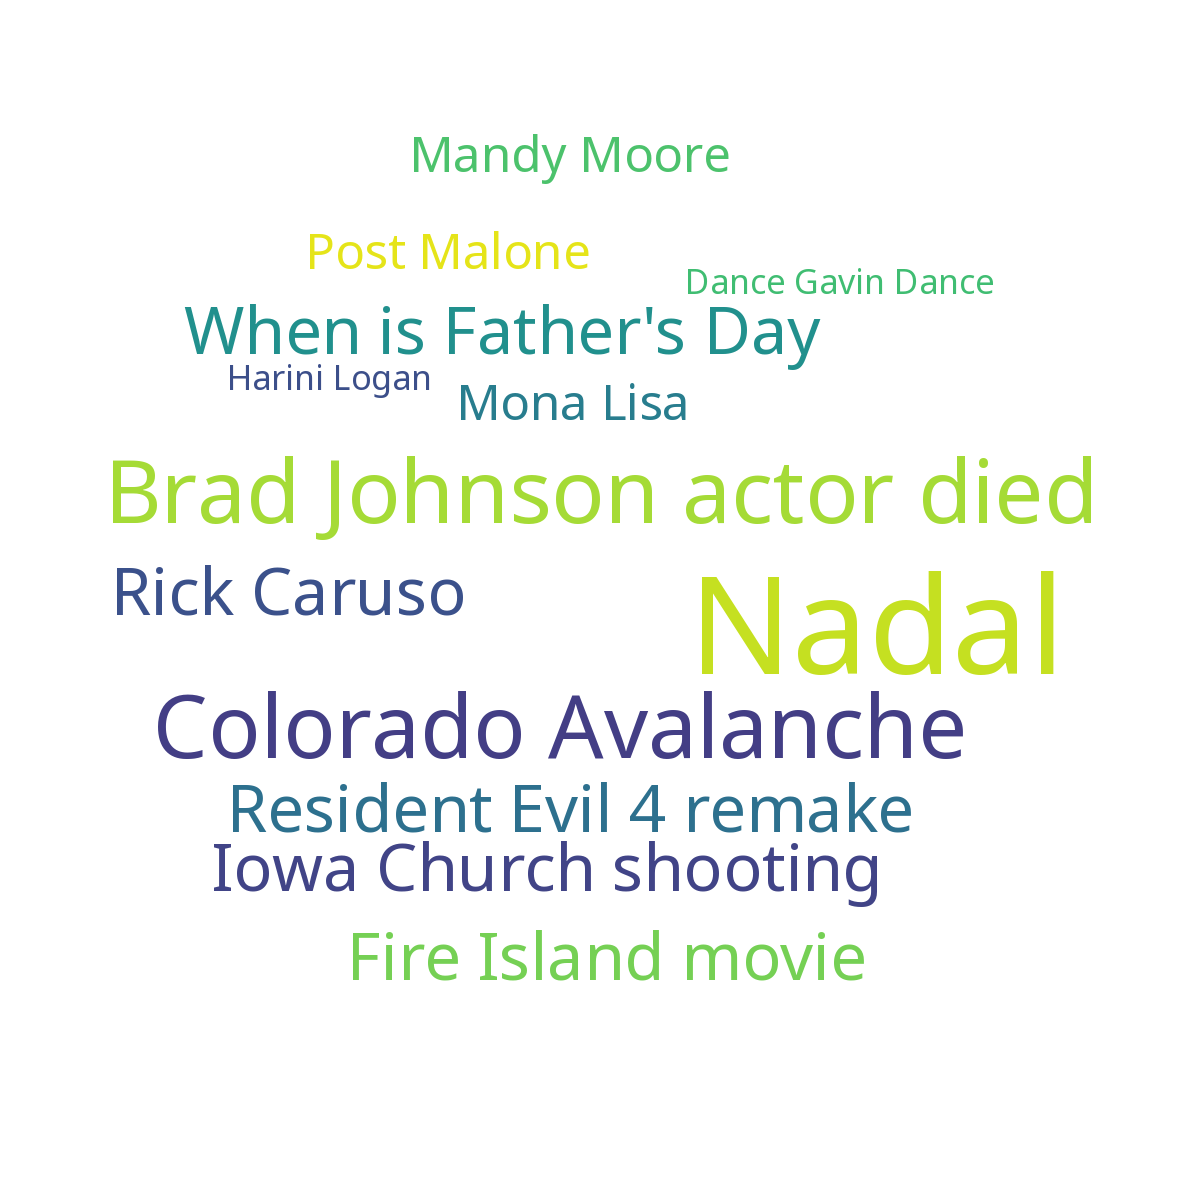 Mandy Moore
Post Malone
Dance Gavin Dance
When is Father's Day
Harini Logan
Mona Lisa
Brad Johnson actor died
Rick Caruso
Nadal
Colorado Avalanche
Resident Evil 4 remake
Iowa Church shooting
Fire Island movie